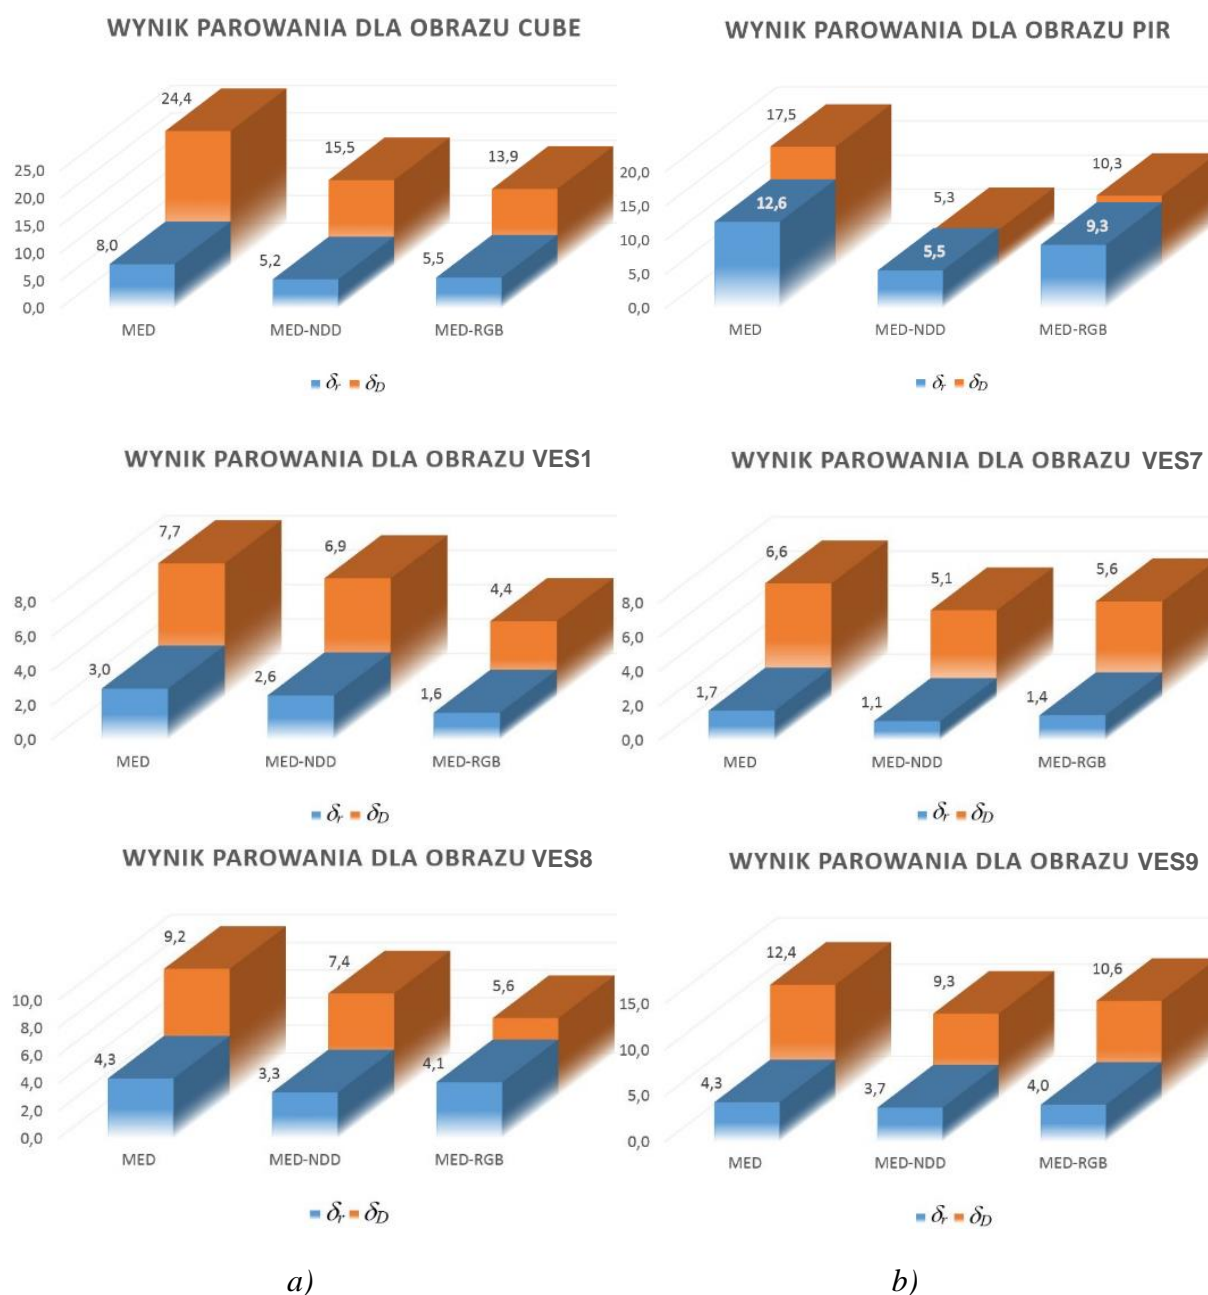 WYNIK PAROWANIA DLA OBRAZU CUBE
24,4
15,5
13,9
25,0
20,0
15,0
10,0
5,0
0,0
8,0
5,2
5,5
MED
MED-NDD
MED-RGB
δr δD
WYNIK PAROWANIA DLA OBRAZU PIR
17,5
5,3
10,3
20,0
15,0
10,0
5,0
0,0
12,6
5,5
9,3
MED
MED-NDD
MED-RGB
δr δD
WYNIK PAROWANIA DLA OBRAZU VES1
7,7
6,9
4,4
8,0
6,0
4,0
2,0
0,0
3,0
2,6
1,6
MED
MED-NDD
MED-RGB
δr δD
WYNIK PAROWANIA DLA OBRAZU VES7
6,6
5,1
5,6
8,0
6,0
4,0
2,0
0,0
1,7
1,1
1,4
MED
MED-NDD
MED-RGB
δr δD
WYNIK PAROWANIA DLA OBRAZU VES8
9,2
7,4
5,6
10,0
8,0
6,0
4,0
2,0
0,0
4,3
3,3
4,1
MED
MED-NDD
MED-RGB
δr δD
WYNIK PAROWANIA DLA OBRAZU VES9
12,4
9,3
10,6
15,0
10,0
5,0
0,0
4,3
3,7
4,0
MED
MED-NDD
MED-RGB
δr δD
a)
b)